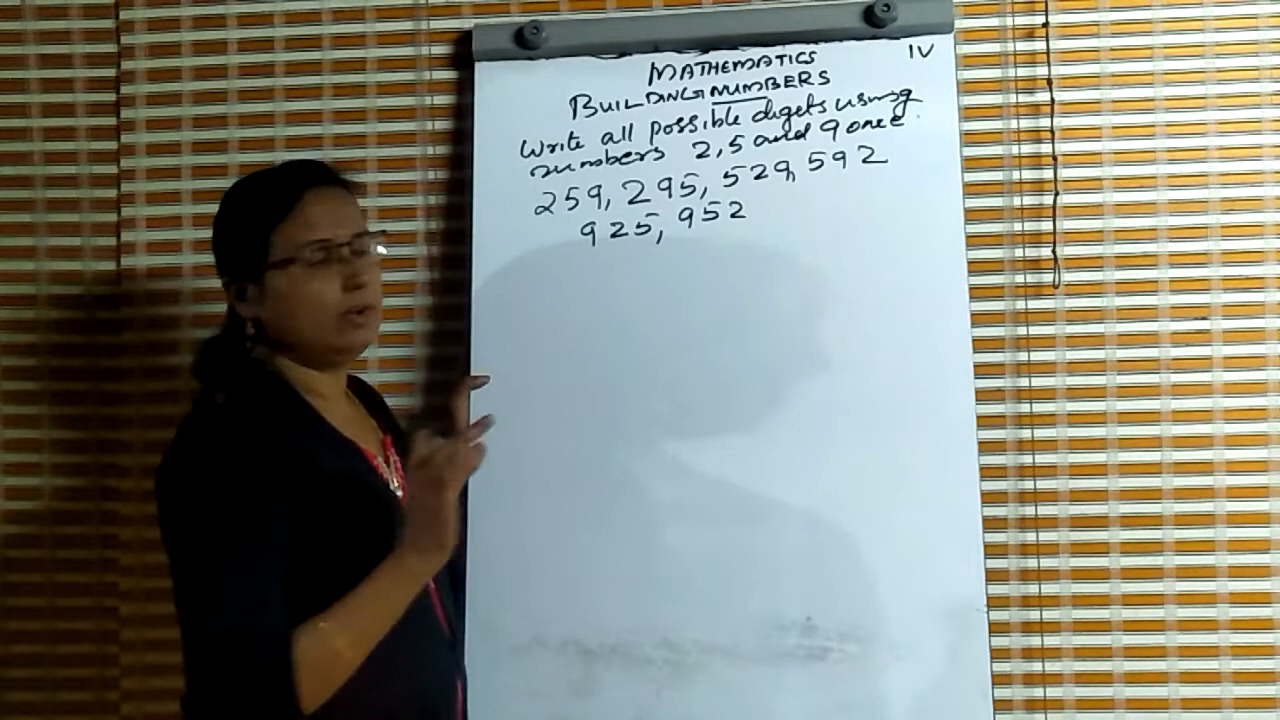 IV
MATHEMATICS
BUILDING NUMBERS
Write all possible digets using
numbers 2,5 and 9 once.
259, 295, 529, 592
925, 952